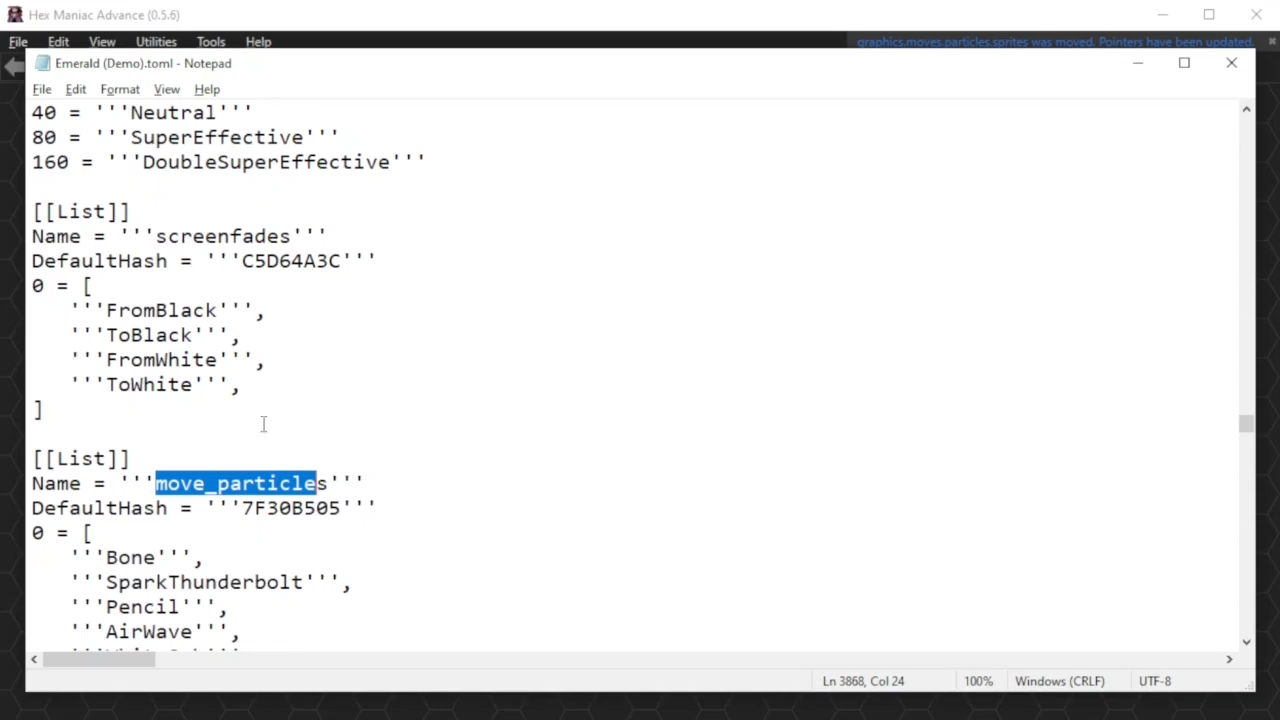 Hex Maniac Advance (0.5.6)
File Edit View Utilities Tools Help
graphics.moves.particles.sprites was moved. Pointers have been updated.
Emerald (Demo).toml - Notepad
File Edit Format View Help
40 = '''Neutral'''
80 = '''SuperEffective'''
160 = '''DoubleSuperEffective'''
[[List]]
Name = '''screenfades'''
DefaultHash = '''C5D64A3C'''
0 = [
'''FromBlack''',
'''ToBlack''',
'''FromWhite''',
'''ToWhite''',
]
[[List]]
Name = '''move_particles'''
DefaultHash = '''7F30B505'''
0 = [
'''Bone''',
'''SparkThunderbolt''',
'''Pencil''',
'''AirWave''',
Ln 3868, Col 24 100% Windows (CRLF) UTF-8